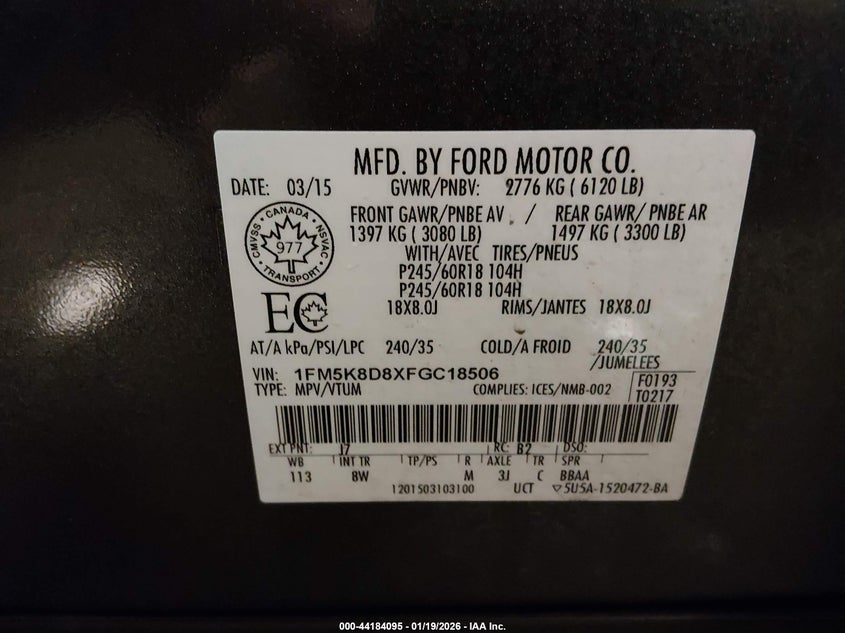 MFD. BY FORD MOTOR CO.
DATE: 03/15 GVWR/PNBV: 2776 KG ( 6120 LB)
FRONT GAWR/PNBE AV / REAR GAWR/ PNBE AR
1397 KG ( 3080 LB) 1497 KG ( 3300 LB)
WITH/AVEC TIRES/PNEUS
P245/60R18 104H
P245/60R18 104H
18X8.0J RIMS/JANTES 18X8.0J
CMVSS · CANADA · NSVAC
977
TRANSPORT
EC
AT/A kPa/PSI/LPC 240/35 COLD/A FROID 240/35
/JUMELEES
VIN: 1FM5K8D8XFGC18506 F0193
TYPE: MPV/VTUM COMPLIES: ICES/NMB-002 T0217
EXT PNT: J7 RC: B2 DSO:
WB INT TR TP/PS R AXLE TR SPR
113 8W M 3J C BBAA
1201503103100 UCT ▽5U5A-1520472-BA
000-44184095 - 01/19/2026 - IAA Inc.